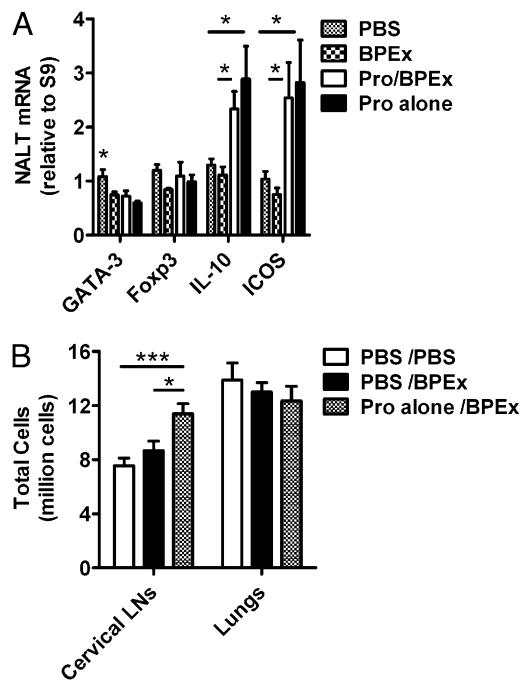 A
NALT mRNA
(relative to S9)
4
3
2
1
0
*
*
*
*
*
GATA-3
Foxp3
IL-10
ICOS
PBS
BPEx
Pro/BPEx
Pro alone
B
Total Cells
(million cells)
16
12
8
4
0
***
*
Cervical LNs
Lungs
PBS /PBS
PBS /BPEx
Pro alone /BPEx